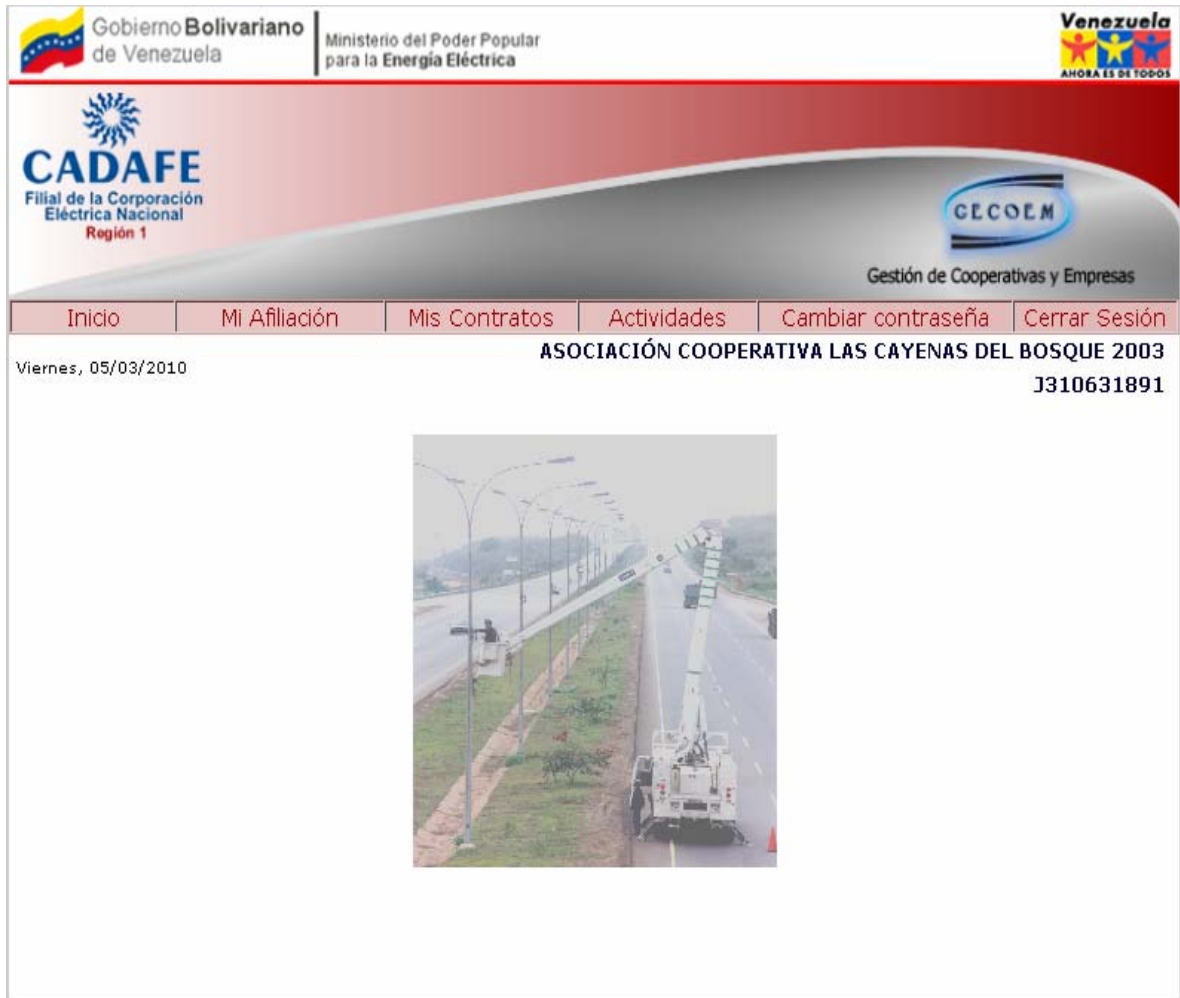 Gobierno Bolivariano
de Venezuela
Ministerio del Poder Popular
para la Energía Eléctrica
Venezuela
AHORA ES DE TODOS
CADAFE
Filial de la Corporación
Eléctrica Nacional
Región 1
GECOEM
Gestión de Cooperativas y Empresas
Inicio Mi Afiliación Mis Contratos Actividades Cambiar contraseña Cerrar Sesión
Viernes, 05/03/2010
ASOCIACIÓN COOPERATIVA LAS CAYENAS DEL BOSQUE 2003
J310631891